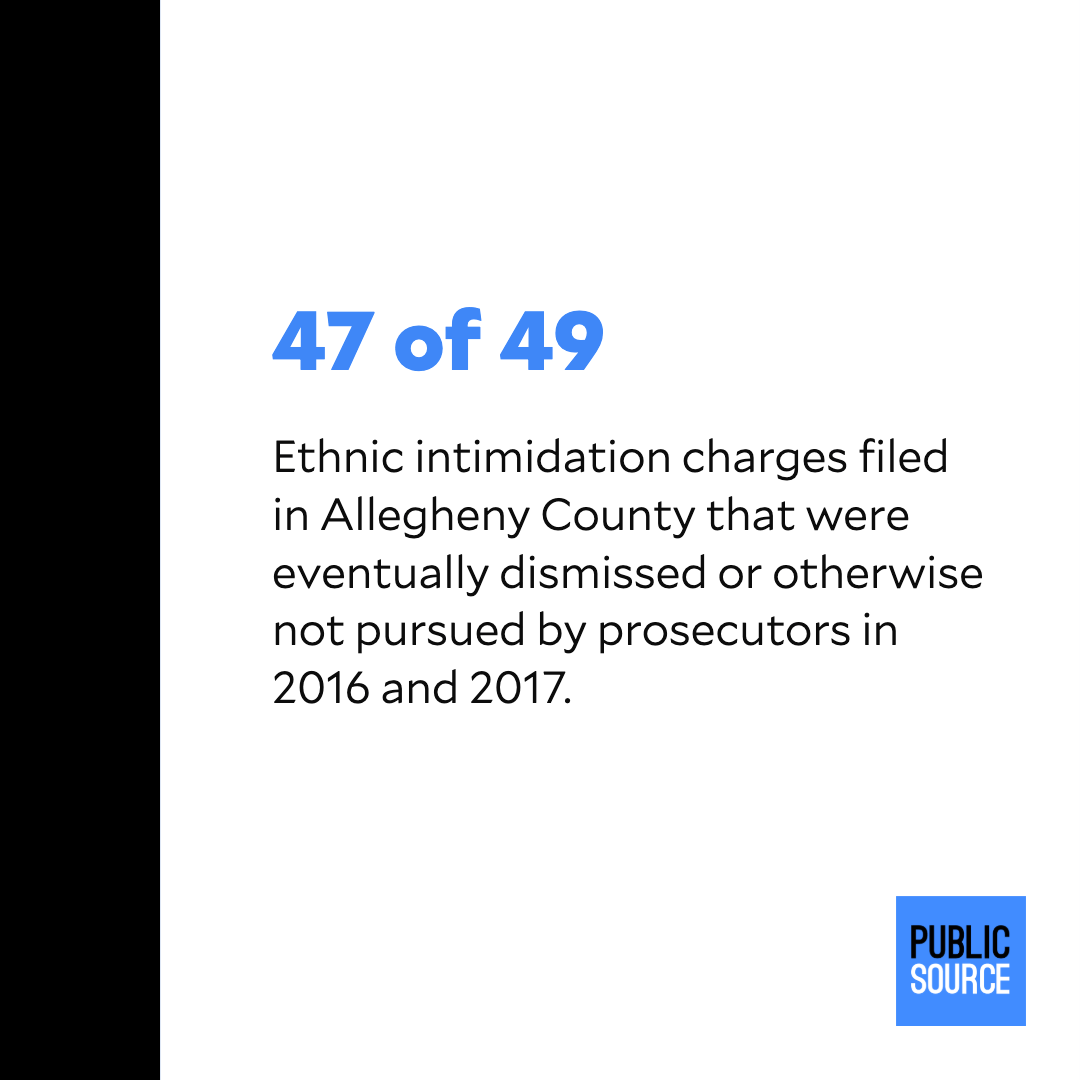 47 of 49
Ethnic intimidation charges filed
in Allegheny County that were
eventually dismissed or otherwise
not pursued by prosecutors in
2016 and 2017.
PUBLIC
SOURCE